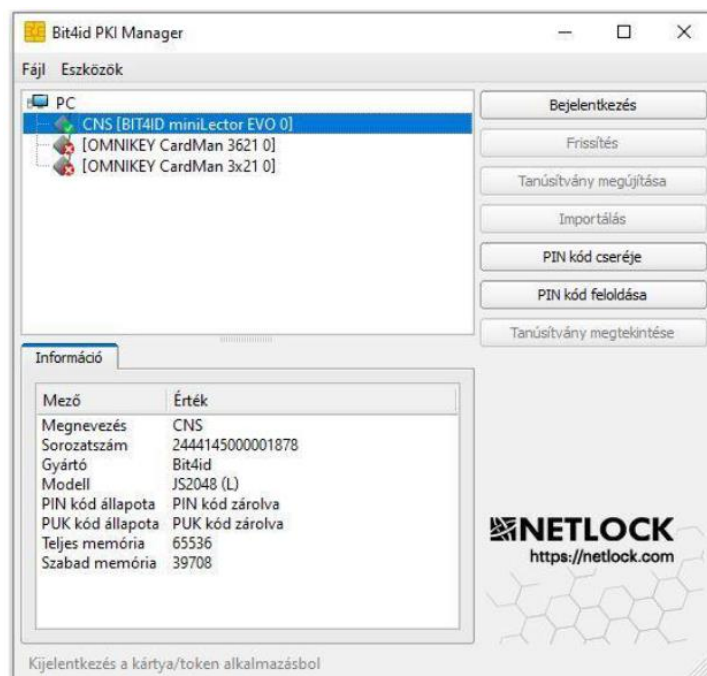 Bit4id PKI Manager
Fájl Eszközök
PC
CNS [BIT4ID miniLector EVO 0]
[OMNIKEY CardMan 3621 0]
[OMNIKEY CardMan 3x21 0]
Bejelentkezés
Frissítés
Tanúsítvány megújítása
Importálás
PIN kód cseréje
PIN kód feloldása
Tanúsítvány megtekintése
Információ
Mező Érték
Megnevezés CNS
Sorozatszám 2444145000001878
Gyártó Bit4id
Modell JS2048 (L)
PIN kód állapota PIN kód zárolva
PUK kód állapota PUK kód zárolva
Teljes memória 65536
Szabad memória 39708
NETLOCK
https://netlock.com
Kijelentkezés a kártya/token alkalmazásbol